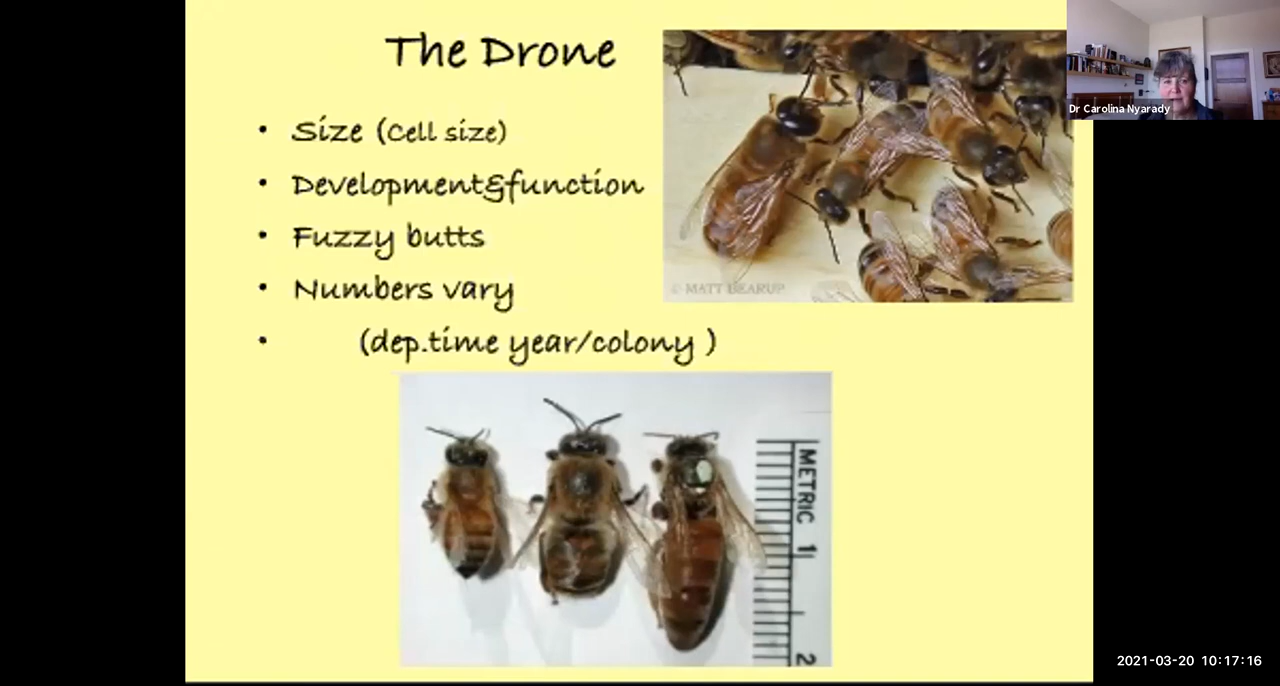 The Drone
• Size (Cell size)
• Development&function
• Fuzzy butts
• Numbers vary
• (dep.time year/colony )
© MATT BEARUP
Dr Carolina Nyarady
METRIC 1
2
2021-03-20 10:17:16